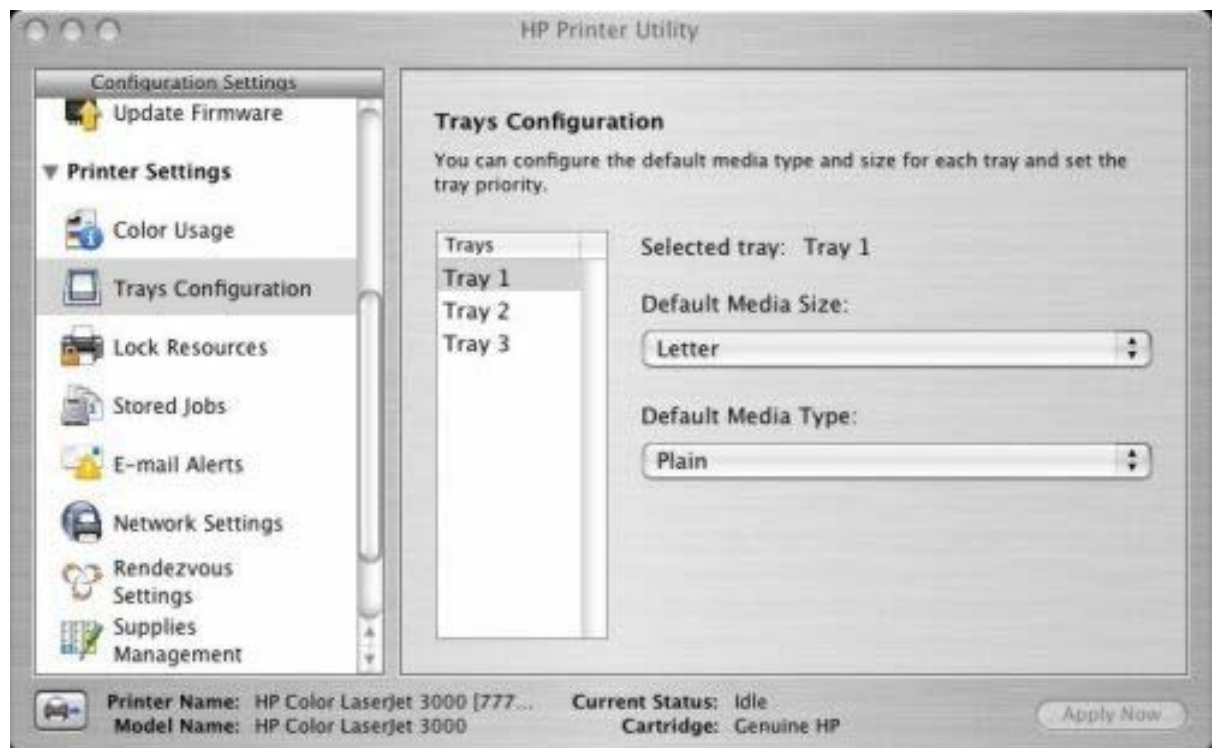 HP Printer Utility
Configuration Settings
Update Firmware
Printer Settings
Color Usage
Trays Configuration
Lock Resources
Stored Jobs
E-mail Alerts
Network Settings
Rendezvous
Settings
Supplies
Management
Trays Configuration
You can configure the default media type and size for each tray and set the
tray priority.
Trays
Tray 1
Tray 2
Tray 3
Selected tray: Tray 1
Default Media Size:
Letter
Default Media Type:
Plain
Printer Name: HP Color LaserJet 3000 [777...
Model Name: HP Color LaserJet 3000
Current Status: Idle
Cartridge: Genuine HP
Apply Now